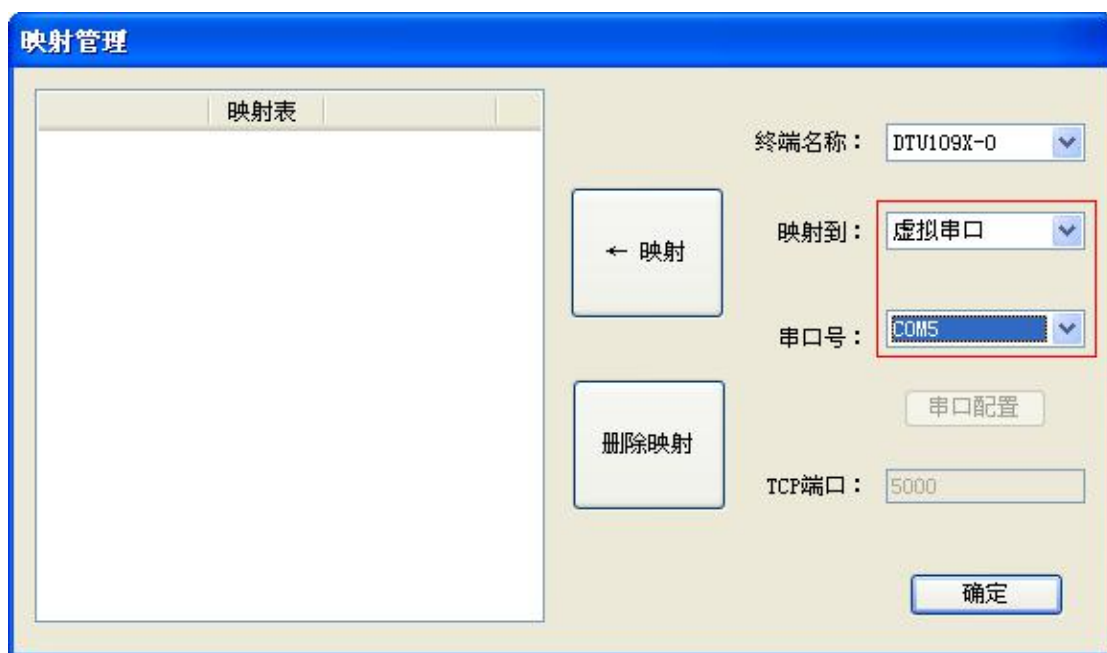 映射管理
映射表
终端名称：
DTU109X-0
← 映射
映射到：
虚拟串口
串口号：
COM5
串口配置
删除映射
TCP端口：
5000
确定